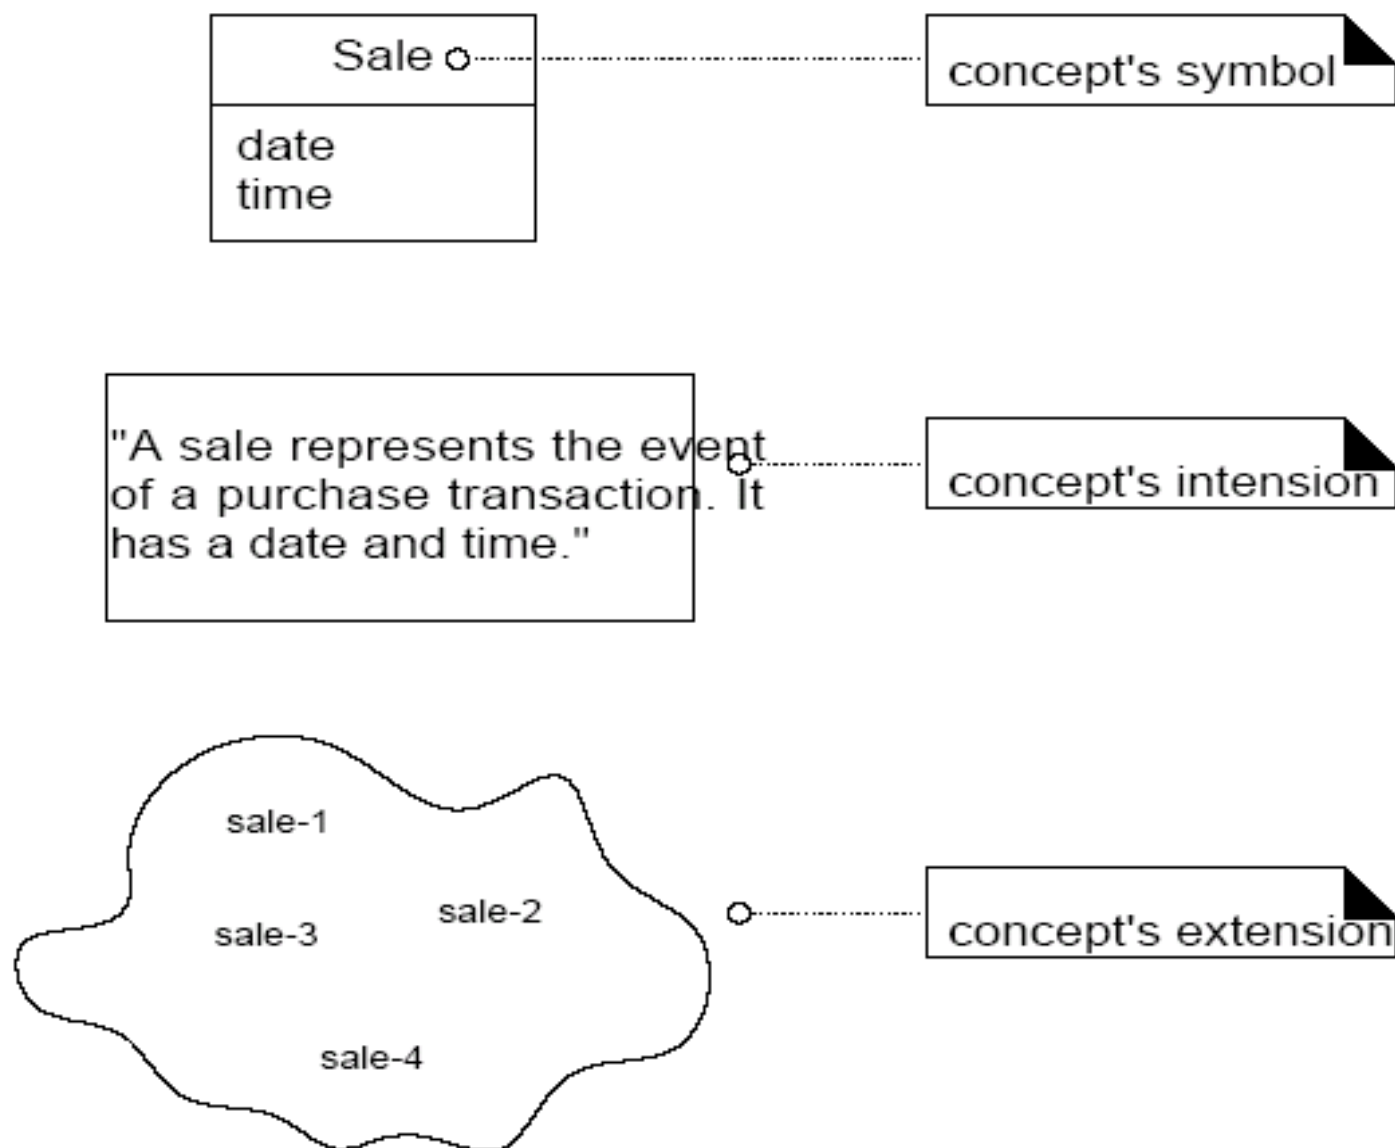 Sale
concept's symbol
date
time
"A sale represents the event
of a purchase transaction. It
has a date and time."
concept's intension
sale-1
sale-2
sale-3
concept's extension
sale-4